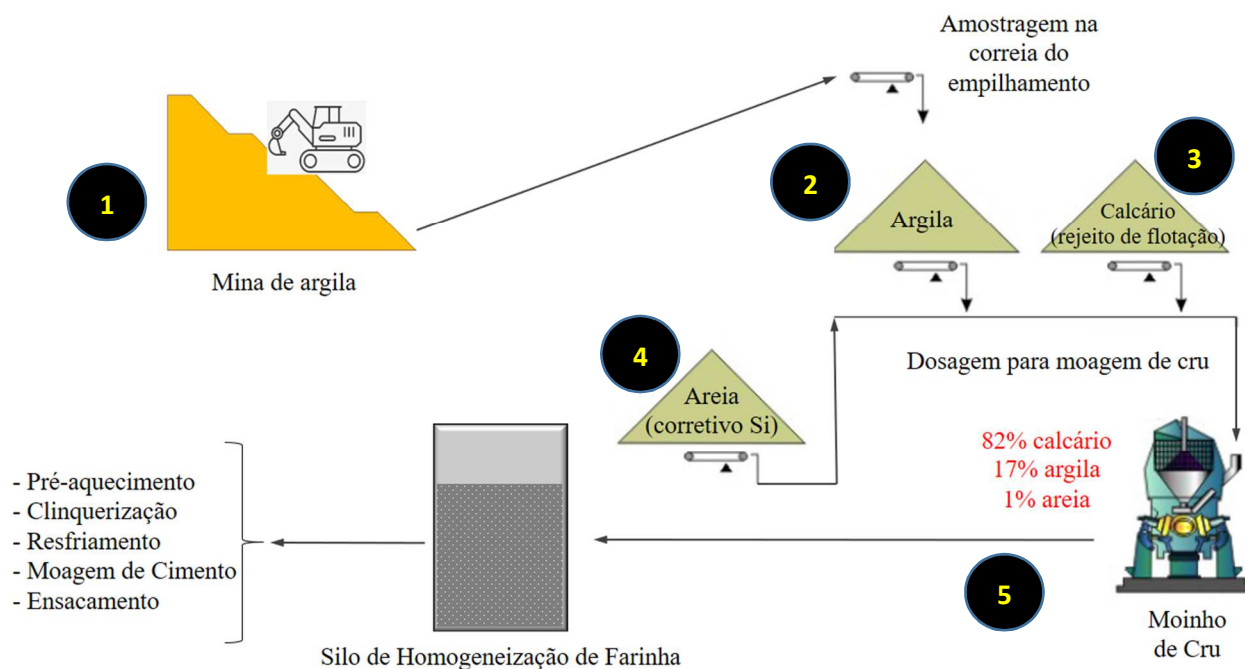 Amostragem na
correia do
empilhamento
1
Mina de argila
2
Argila
3
Calcário
(rejeito de flotação)
4
Areia
(corretivo Si)
Dosagem para moagem de cru
82% calcário
17% argila
1% areia
Moinho
de Cru
5
Silo de Homogeneização de Farinha
- Pré-aquecimento
- Clinquerização
- Resfriamento
- Moagem de Cimento
- Ensacamento